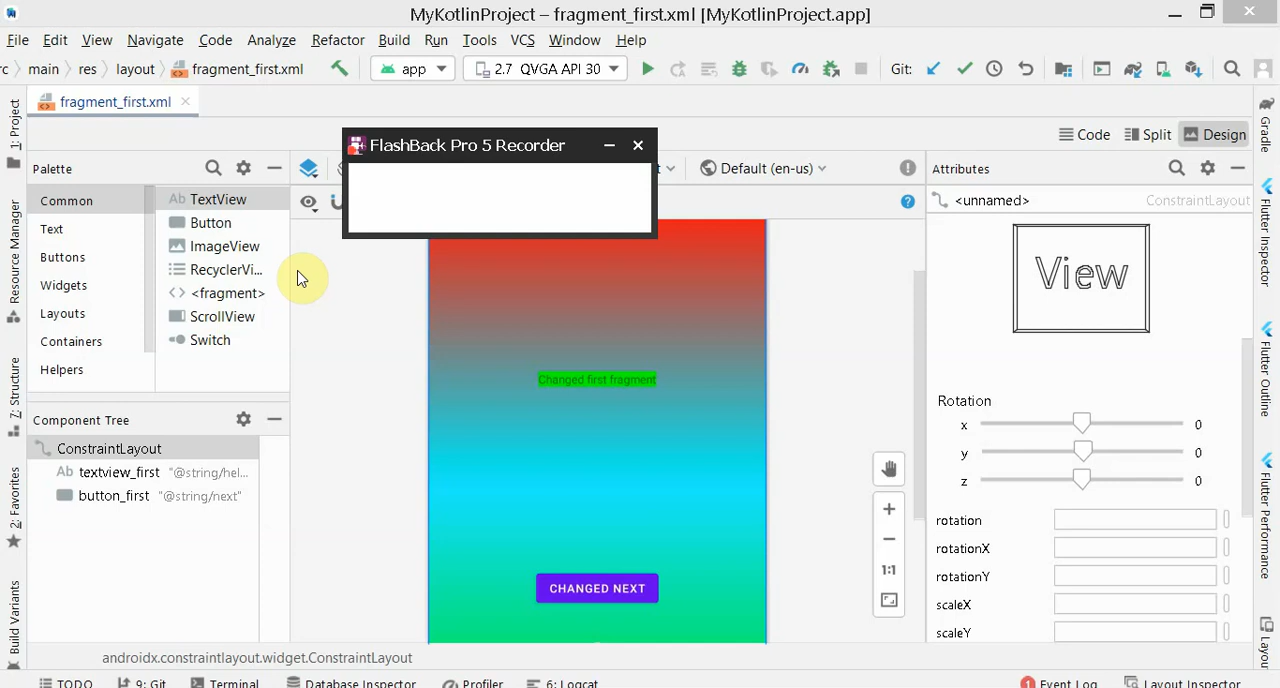 MyKotlinProject – fragment_first.xml [MyKotlinProject.app]
File Edit View Navigate Code Analyze Refactor Build Run Tools VCS Window Help
rc main res layout fragment_first.xml app 2.7 QVGA API 30 Git:
fragment_first.xml
Code Split Design
FlashBack Pro 5 Recorder
Palette
Default (en-us)
Attributes
Common
Text
Buttons
Widgets
Layouts
Containers
Helpers
Ab TextView
Button
ImageView
RecyclerVi...
<fragment>
ScrollView
Switch
<unnamed> ConstraintLayout
View
Changed first fragment
CHANGED NEXT
1:1
Component Tree
ConstraintLayout
Ab textview_first "@string/hel...
button_first "@string/next"
Rotation
x 0
y 0
z 0
rotation
rotationX
rotationY
scaleX
scaleY
androidx.constraintlayout.widget.ConstraintLayout
TODO 9: Git Terminal Database Inspector Profiler 6: Logcat 1 Event Log Layout Inspector
1: Project
Resource Manager
7: Structure
2: Favorites
Build Variants
Gradle
Flutter Inspector
Flutter Outline
Flutter Performance